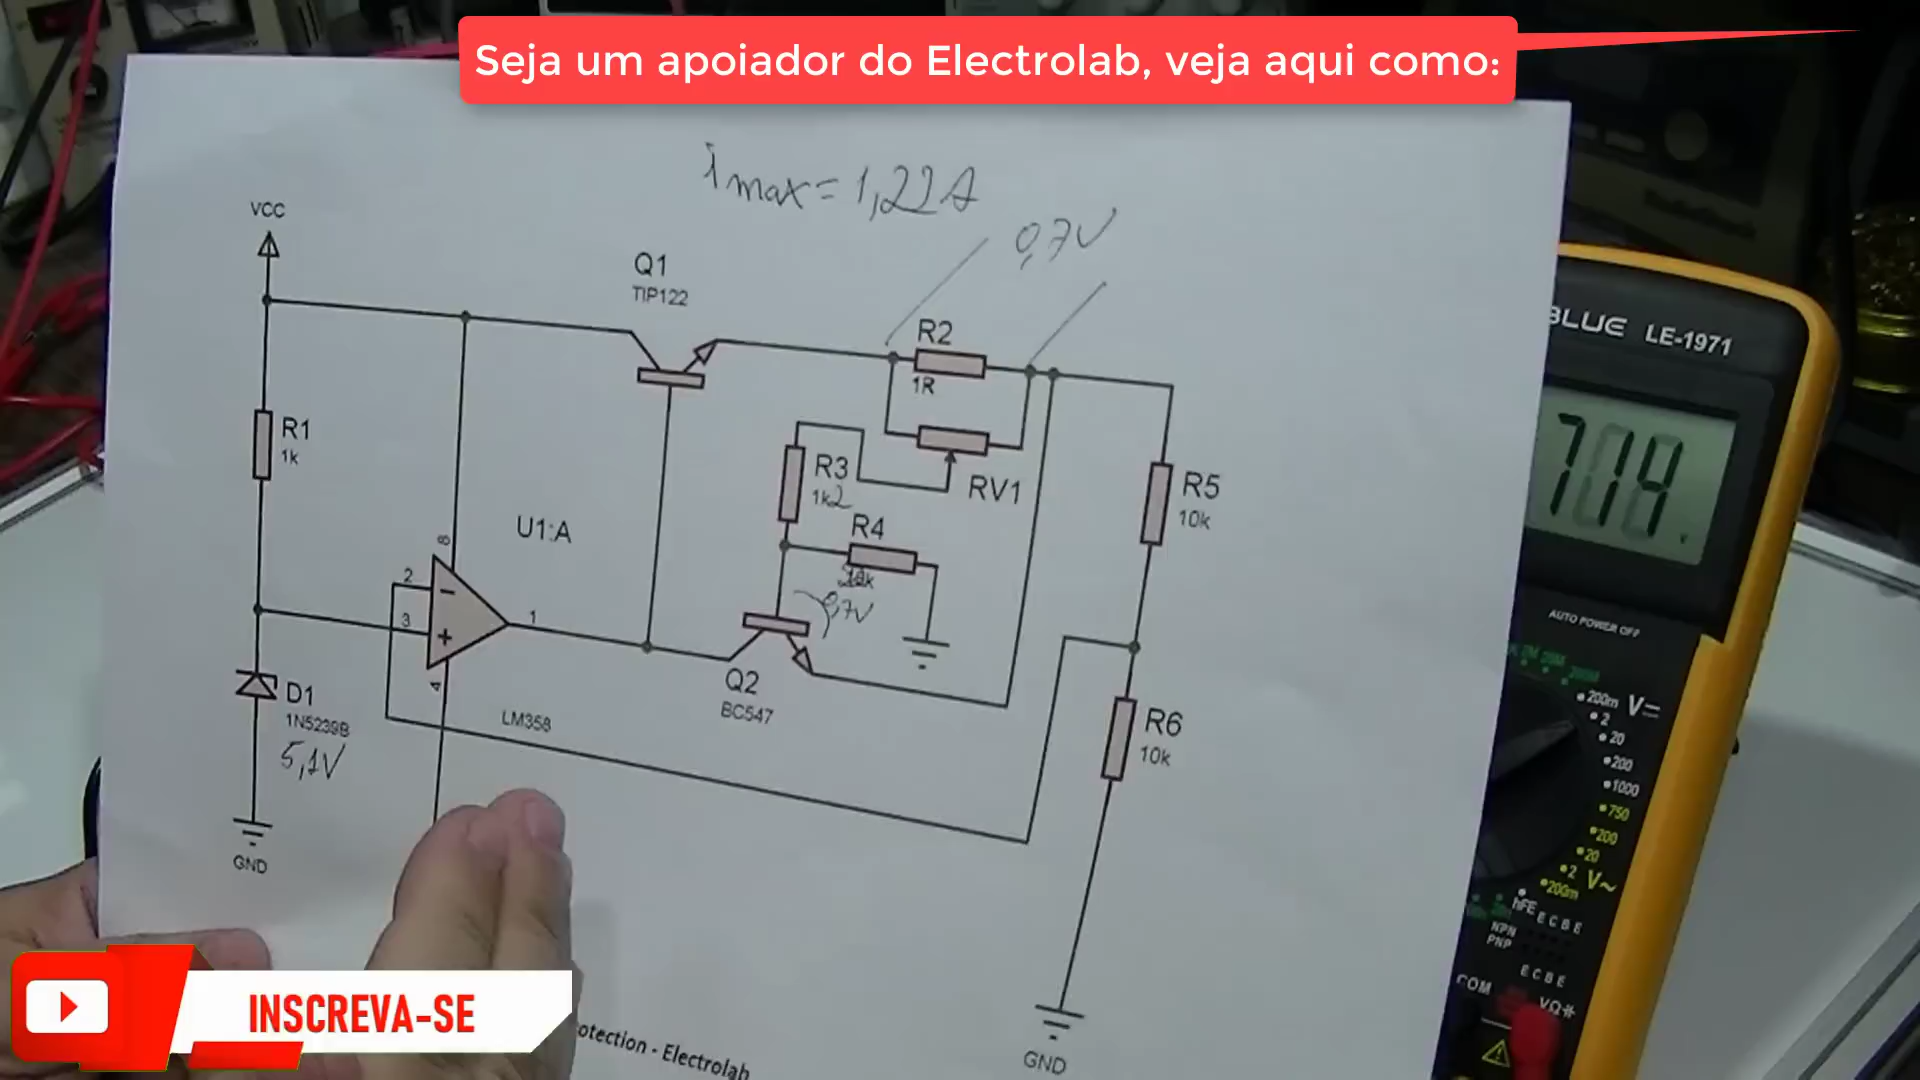 Seja um apoiador do Electrolab, veja aqui como:
imax = 1,22A
0,7V
VCC
Q1
TIP122
R2
1R
BLUE LE-1971
714
R1
1k
R3
1k2
RV1
R5
10k
U1:A
R4
8
2
3
1
4
0,7V
AUTO POWER OFF
Q2
BC547
D1
1N5239B
5,1V
LM358
R6
10k
200m V
2
20
200
1000
750
200
20
2 V~
200m
hFE
E C B E
NPN
PNP
E C B E
COM
GND
GND
INSCREVA-SE
otection - Electrolab